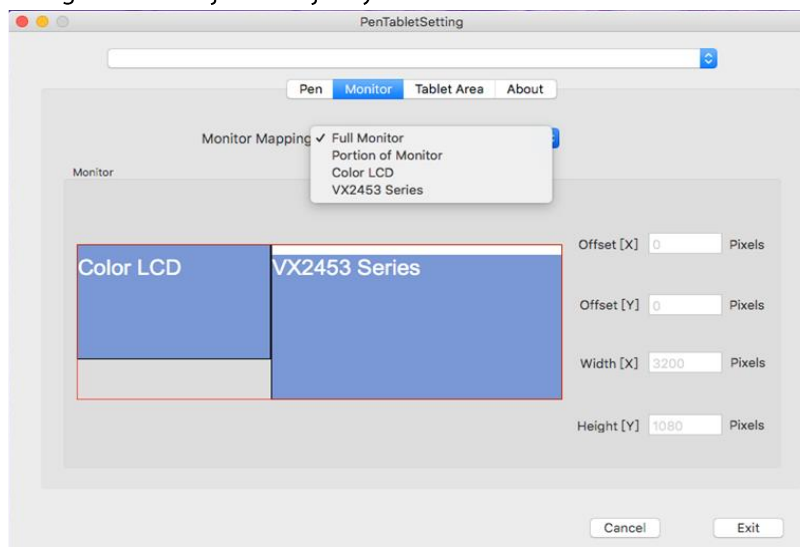 PenTabletSetting
Pen Monitor Tablet Area About
Monitor Mapping ✓ Full Monitor
Portion of Monitor
Color LCD
VX2453 Series
Monitor
Color LCD VX2453 Series
Offset [X] 0 Pixels
Offset [Y] 0 Pixels
Width [X] 3200 Pixels
Height [Y] 1080 Pixels
Cancel Exit